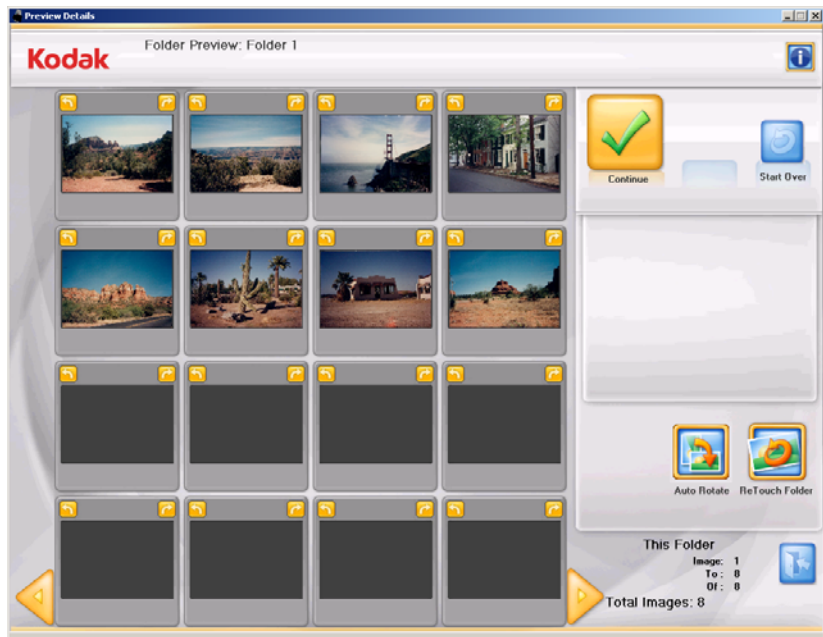 Preview Details
Kodak
Folder Preview: Folder 1
Continue
Start Over
Auto Rotate
ReTouch Folder
This Folder
Image: 1
To: 8
Of: 8
Total Images: 8